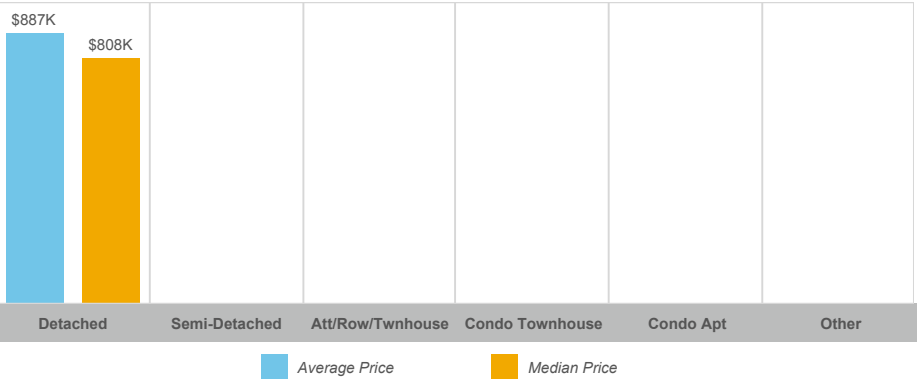 $887K
$808K
Detached Semi-Detached Att/Row/Twnhouse Condo Townhouse Condo Apt Other
Average Price Median Price